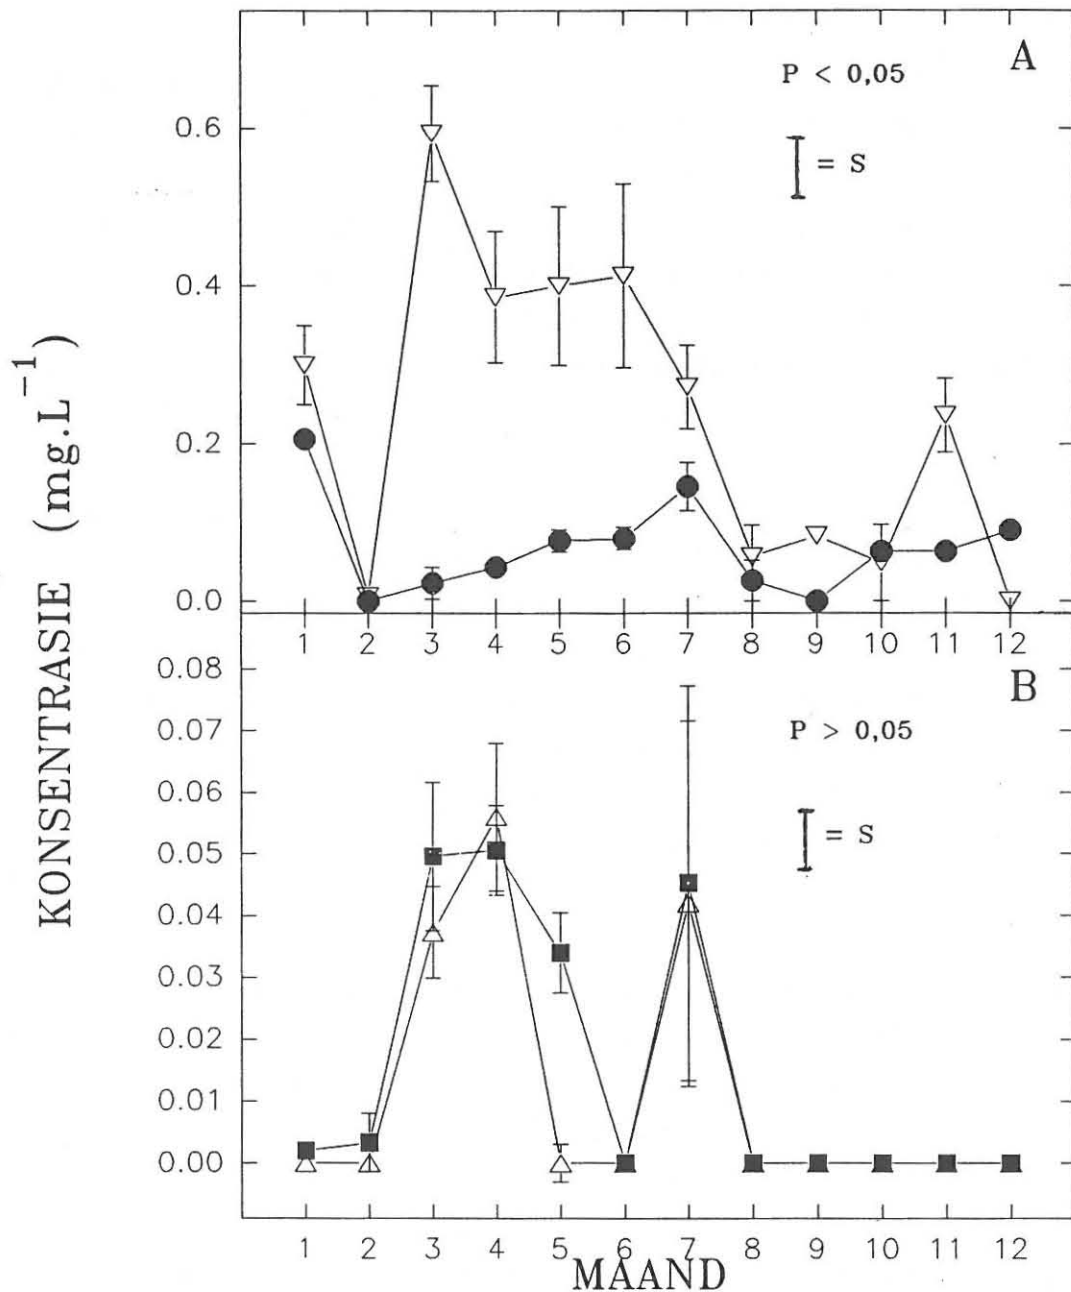 A
P < 0,05
= S
0.6
0.4
0.2
0.0
1 2 3 4 5 6 7 8 9 10 11 12
B
P > 0,05
= S
0.08
0.07
0.06
0.05
0.04
0.03
0.02
0.01
0.00
1 2 3 4 5 6 7 8 9 10 11 12
MAAND
KONSENTRASIE (mg.L⁻¹)